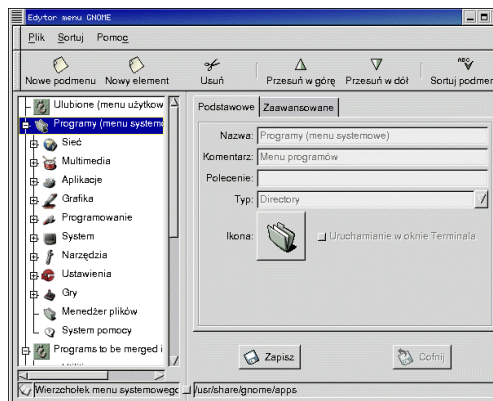 Edytor menu GNOME
Plik Sortuj Pomoc
Nowe podmenu Nowy element Usuń Przesuń w górę Przesuń w dół Sortuj podmen
Ulubione (menu użytkow
Programy (menu systemo
Sieć
Multimedia
Aplikacje
Grafika
Programowanie
System
Narzędzia
Ustawienia
Gry
Menedżer plików
System pomocy
Programs to be merged i
Podstawowe Zaawansowane
Nazwa: Programy (menu systemowe)
Komentarz: Menu programów
Polecenie:
Typ: Directory
Ikona: Uruchamianie w oknie Terminala
Zapisz Cofnij
Wierzchołek menu systemowego /usr/share/gnome/apps